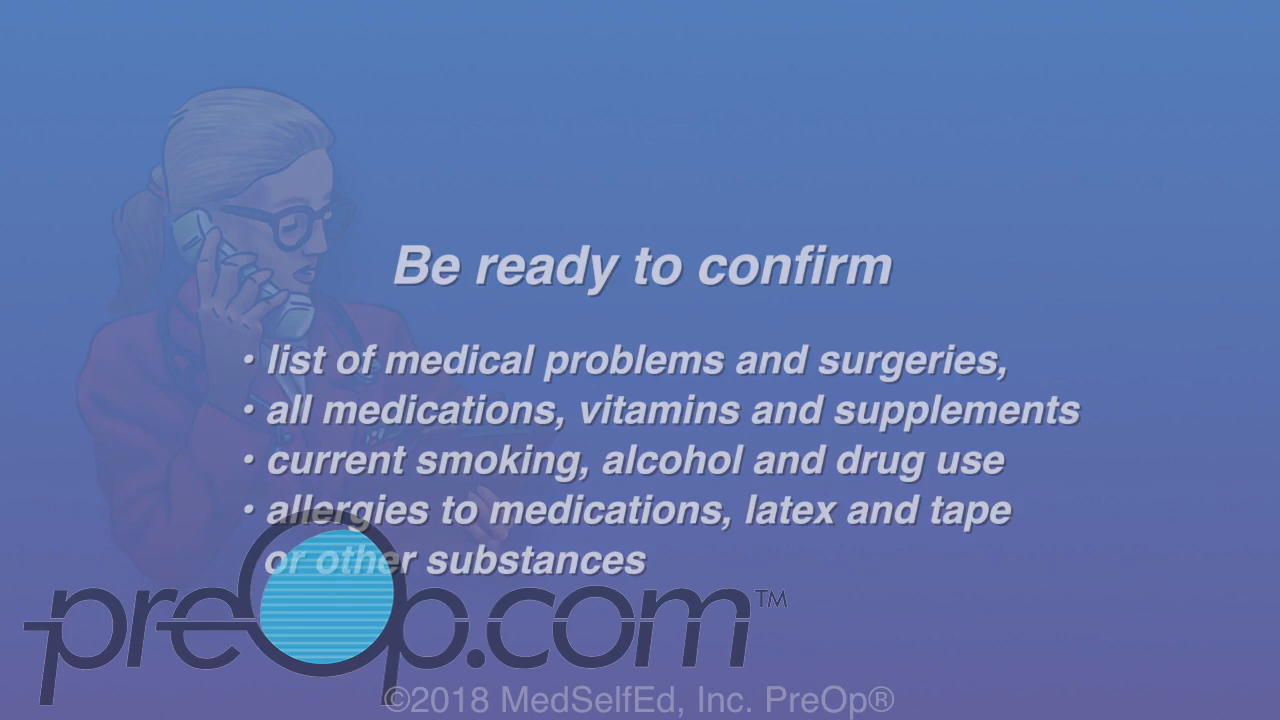 Be ready to confirm
• list of medical problems and surgeries,
• all medications, vitamins and supplements
• current smoking, alcohol and drug use
• allergies to medications, latex and tape
or other substances
preOp.com™
©2018 MedSelfEd, Inc. PreOp®